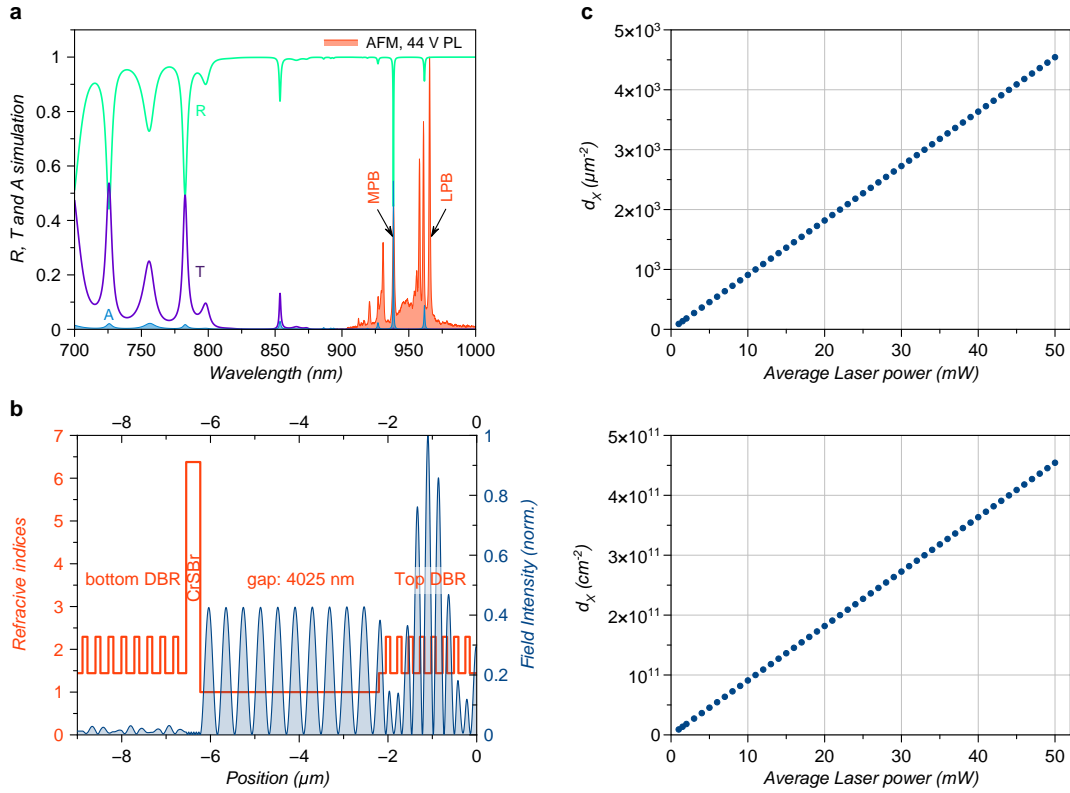 a
AFM, 44 V PL
R, T and A simulation
1
0.8
0.6
0.4
0.2
0
R
T
A
MPB
LPB
700 750 800 850 900 950 1000
Wavelength (nm)
b
−8 −6 −4 −2 0
Refracive indices
7
6
5
4
3
2
1
0
bottom DBR
CrSBr
gap: 4025 nm
Top DBR
1
0.8
0.6
0.4
0.2
0
Field Intensity (norm.)
−8 −6 −4 −2 0
Position (µm)
c
d_X (µm⁻²)
5×10³
4×10³
3×10³
2×10³
10³
0
0 10 20 30 40 50
Average Laser power (mW)
d_X (cm⁻²)
5×10¹¹
4×10¹¹
3×10¹¹
2×10¹¹
10¹¹
0
0 10 20 30 40 50
Average Laser power (mW)